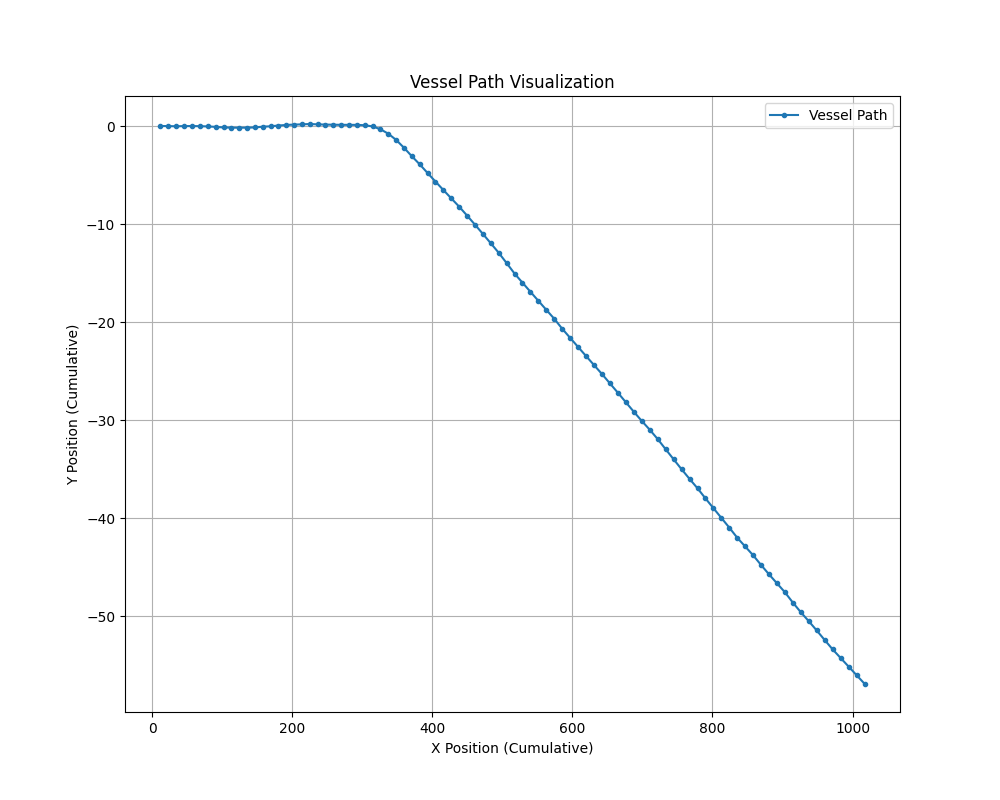 Vessel Path Visualization
Vessel Path
Y Position (Cumulative)
0
−10
−20
−30
−40
−50
0 200 400 600 800 1000
X Position (Cumulative)